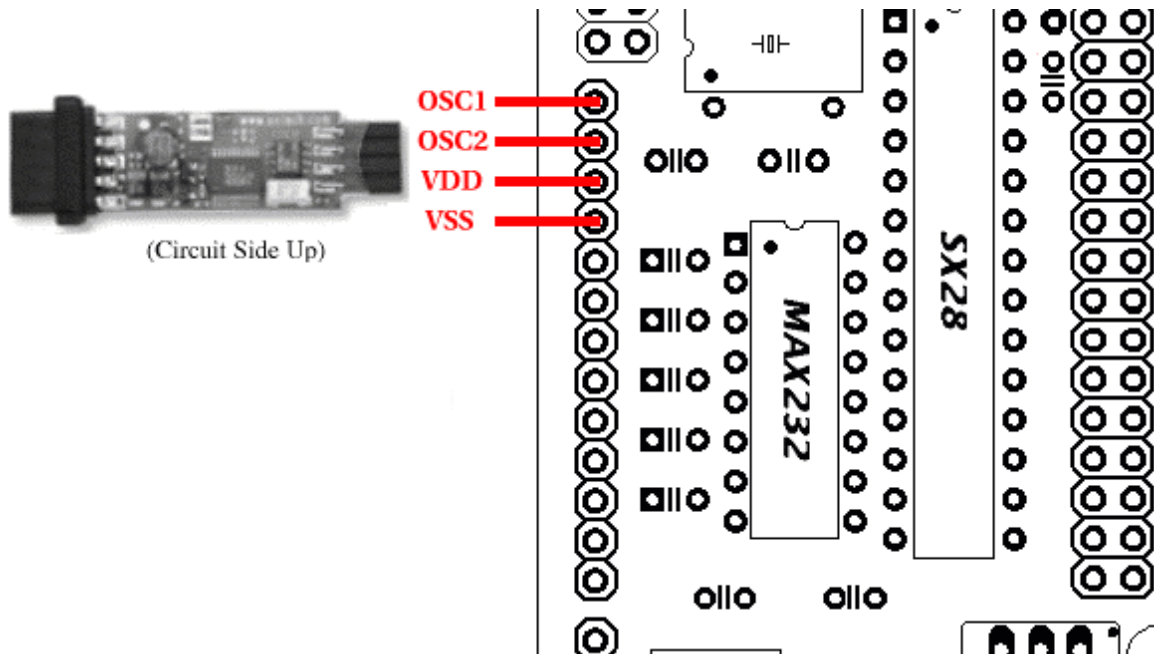 OSC1
OSC2
VDD
VSS
(Circuit Side Up)
MAX232
SX28